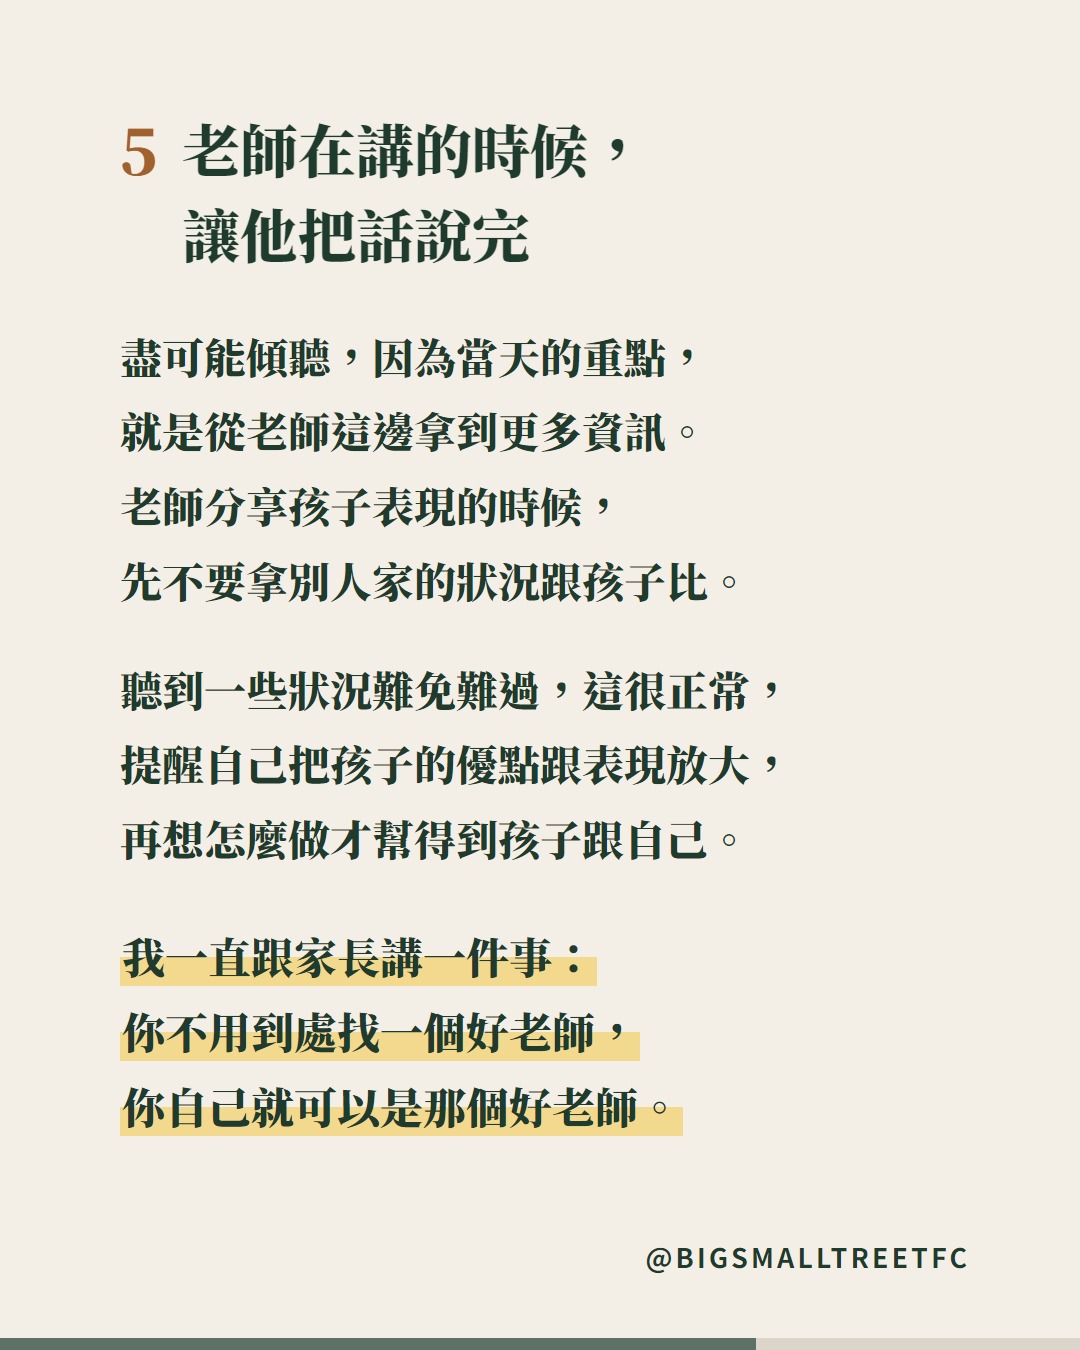 5 老師在講的時候，
讓他把話說完
盡可能傾聽，因為當天的重點，
就是從老師這邊拿到更多資訊。
老師分享孩子表現的時候，
先不要拿別人家的狀況跟孩子比。
聽到一些狀況難免難過，這很正常，
提醒自己把孩子的優點跟表現放大，
再想怎麼做才幫得到孩子跟自己。
我一直跟家長講一件事：
你不用到處找一個好老師，
你自己就可以是那個好老師。
@BIGSMALLTREETFC